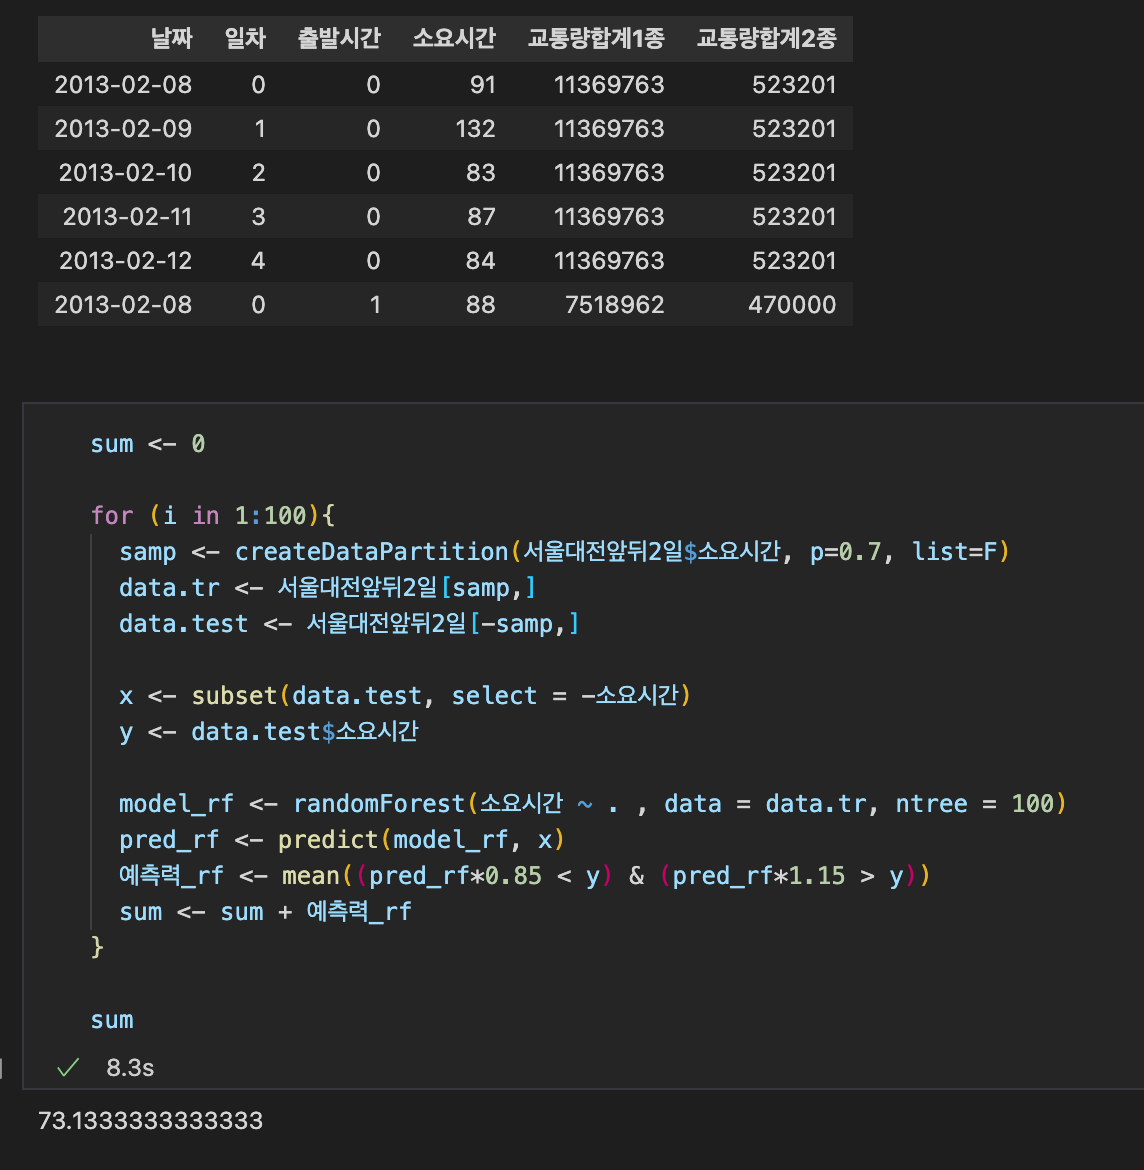 날짜 일차 출발시간 소요시간 교통량합계1종 교통량합계2종
2013-02-08 0 0 91 11369763 523201
2013-02-09 1 0 132 11369763 523201
2013-02-10 2 0 83 11369763 523201
2013-02-11 3 0 87 11369763 523201
2013-02-12 4 0 84 11369763 523201
2013-02-08 0 1 88 7518962 470000
sum <- 0
for (i in 1:100){
samp <- createDataPartition(서울대전앞뒤2일$소요시간, p=0.7, list=F)
data.tr <- 서울대전앞뒤2일[samp,]
data.test <- 서울대전앞뒤2일[-samp,]
x <- subset(data.test, select = -소요시간)
y <- data.test$소요시간
model_rf <- randomForest(소요시간 ~ . , data = data.tr, ntree = 100)
pred_rf <- predict(model_rf, x)
예측력_rf <- mean((pred_rf*0.85 < y) & (pred_rf*1.15 > y))
sum <- sum + 예측력_rf
}
sum
8.3s
73.1333333333333